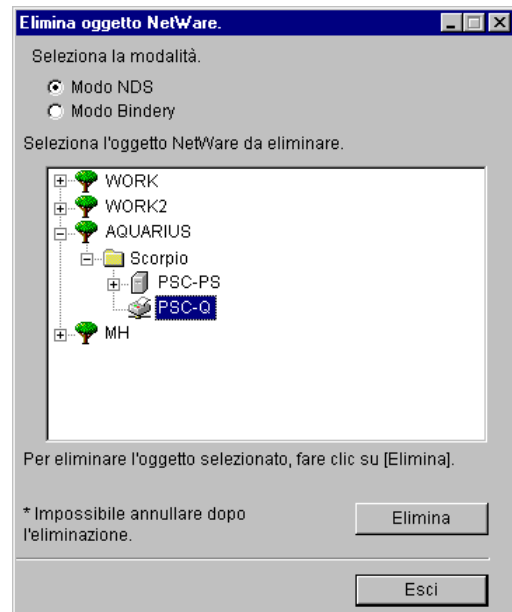 Elimina oggetto NetWare.
Seleziona la modalità.
Modo NDS
Modo Bindery
Seleziona l'oggetto NetWare da eliminare.
WORK
WORK2
AQUARIUS
Scorpio
PSC-PS
PSC-Q
MH
Per eliminare l'oggetto selezionato, fare clic su [Elimina].
* Impossibile annullare dopo
l'eliminazione.
Elimina
Esci